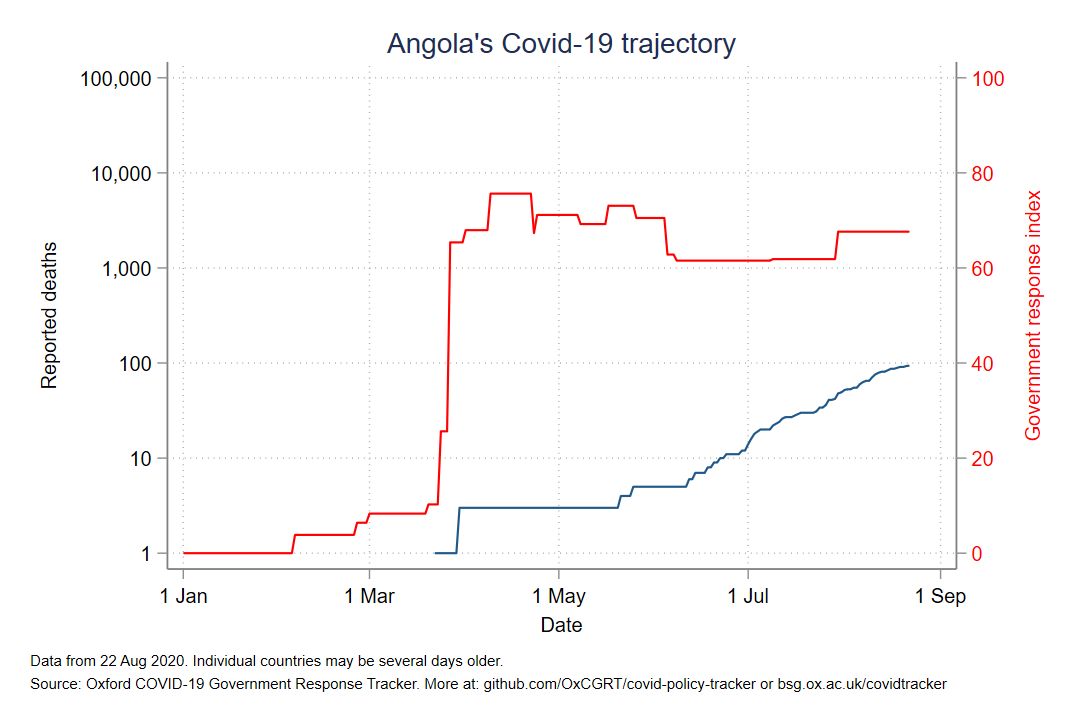 Angola's Covid-19 trajectory
100,000
10,000
1,000
100
10
1
Reported deaths
100
80
60
40
20
0
Government response index
1 Jan
1 Mar
1 May
1 Jul
1 Sep
Date
Data from 22 Aug 2020. Individual countries may be several days older.
Source: Oxford COVID-19 Government Response Tracker. More at: github.com/OxCGRT/covid-policy-tracker or bsg.ox.ac.uk/covidtracker